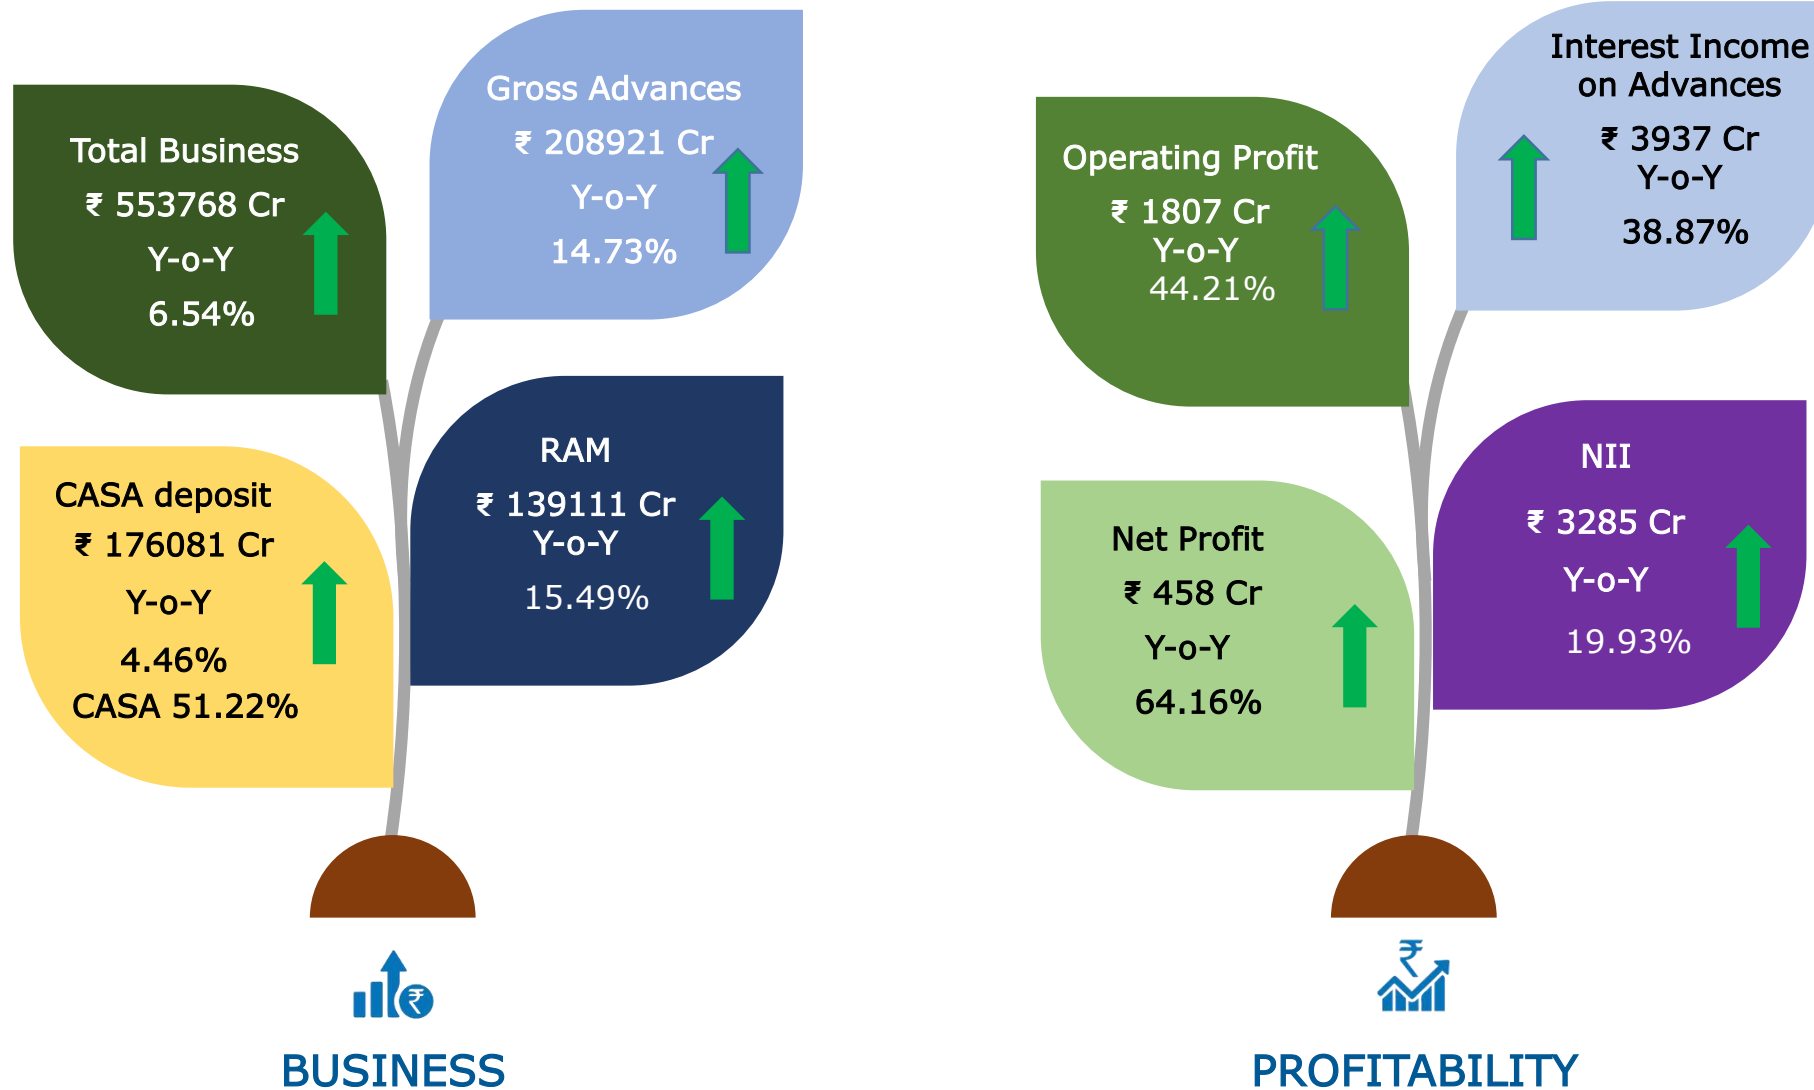 Total Business
₹ 553768 Cr
Y-o-Y
6.54%
Gross Advances
₹ 208921 Cr
Y-o-Y
14.73%
CASA deposit
₹ 176081 Cr
Y-o-Y
4.46%
CASA 51.22%
RAM
₹ 139111 Cr
Y-o-Y
15.49%
₹
BUSINESS
Operating Profit
₹ 1807 Cr
Y-o-Y
44.21%
Interest Income
on Advances
₹ 3937 Cr
Y-o-Y
38.87%
Net Profit
₹ 458 Cr
Y-o-Y
64.16%
NII
₹ 3285 Cr
Y-o-Y
19.93%
₹
PROFITABILITY